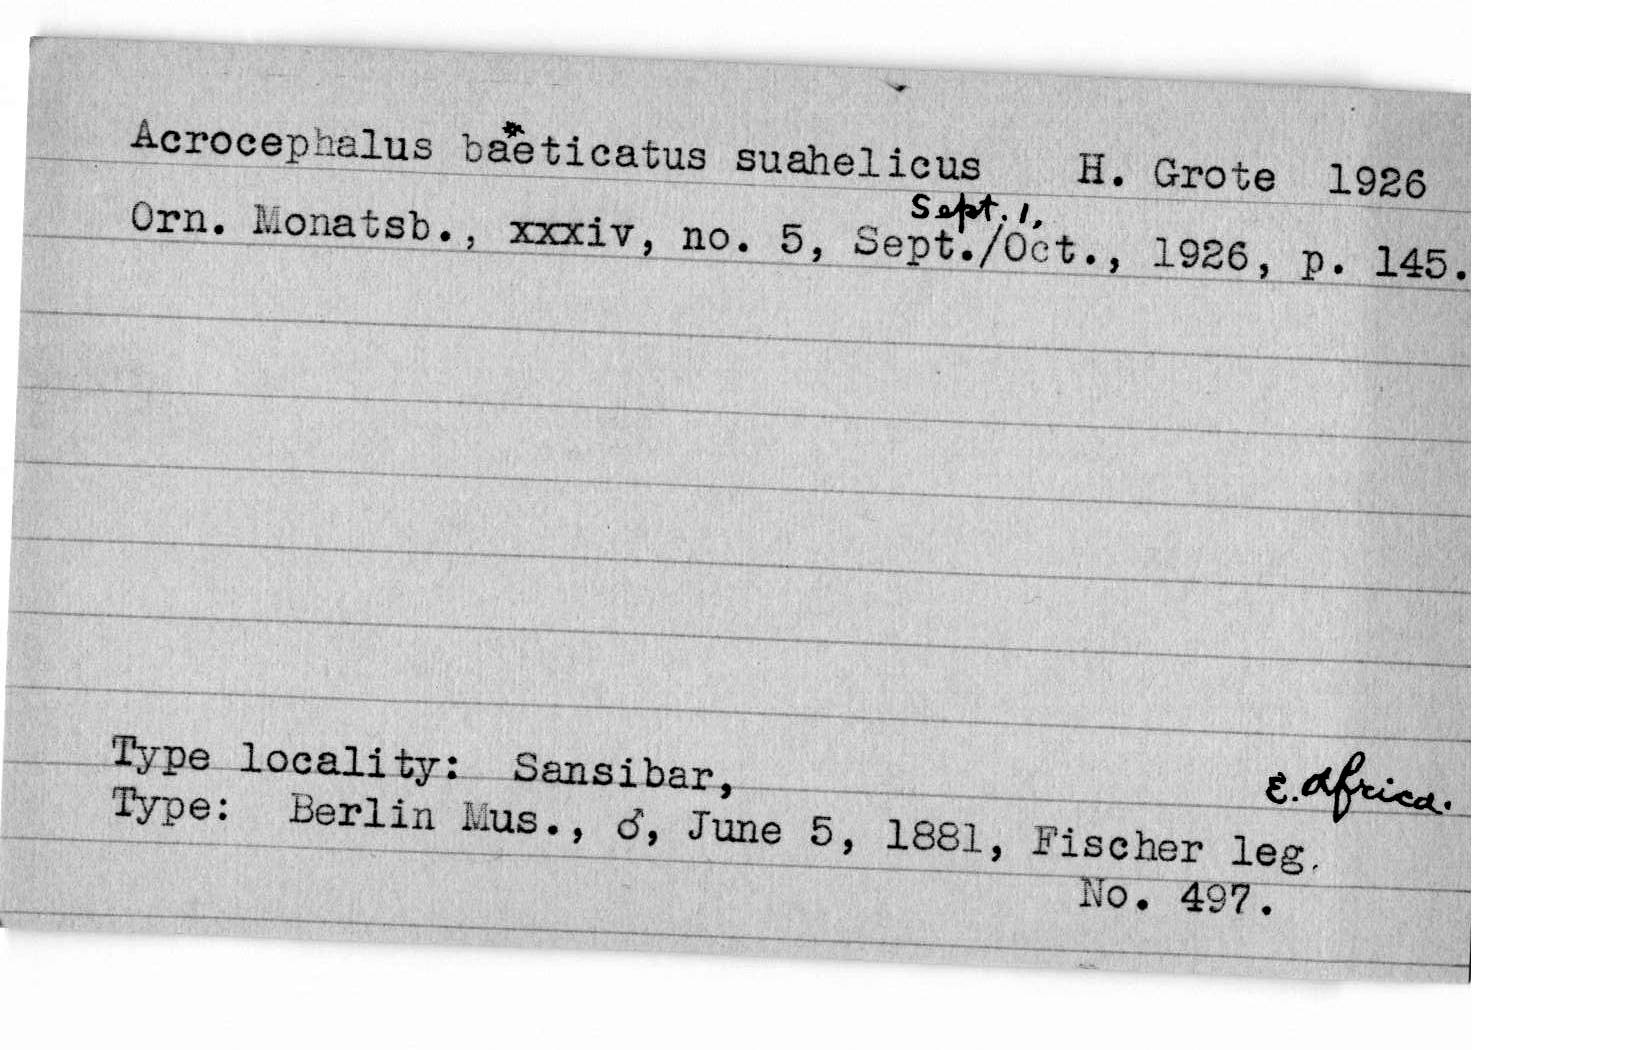 Acrocephalus baeticatus suahelicus H. Grote 1926
Sept. 1.
Orn. Monatsb., xxxiv, no. 5, Sept./Oct., 1926, p. 145.
Type locality: Sansibar, E. Africa.
Type: Berlin Mus., ♂, June 5, 1881, Fischer leg.
No. 497.